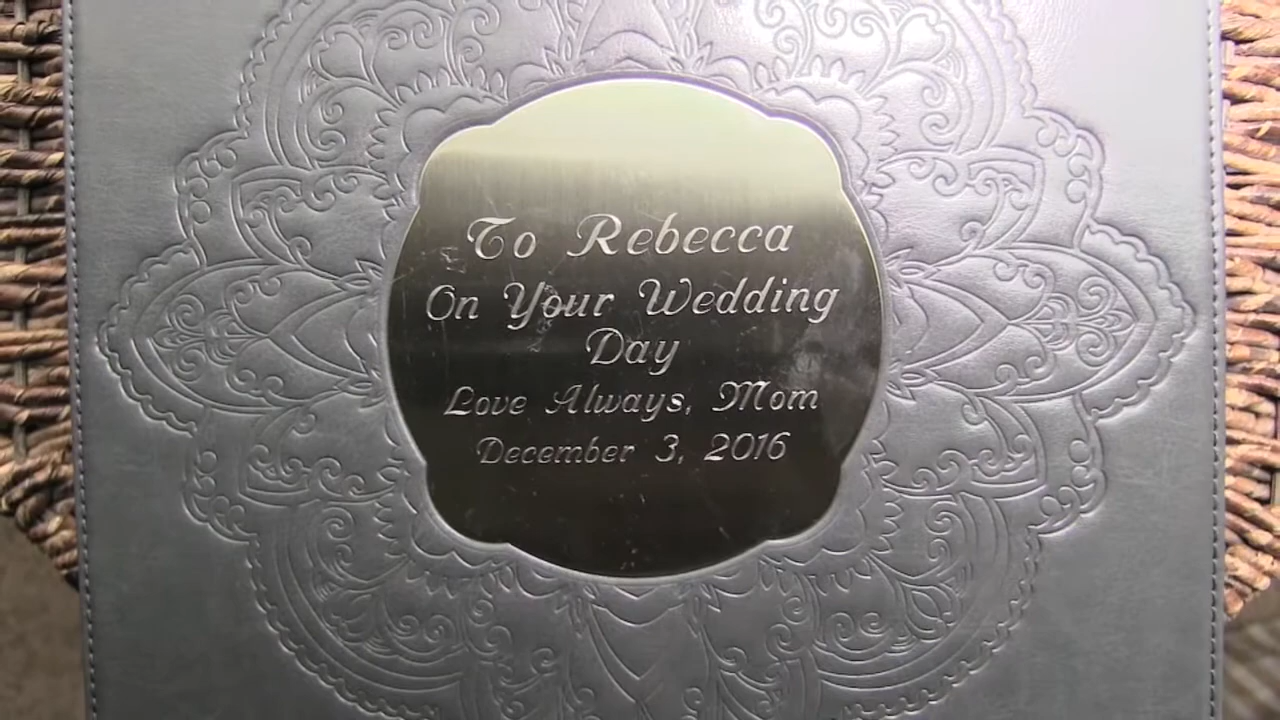 To Rebecca
On Your Wedding
Day
Love Always, Mom
December 3, 2016